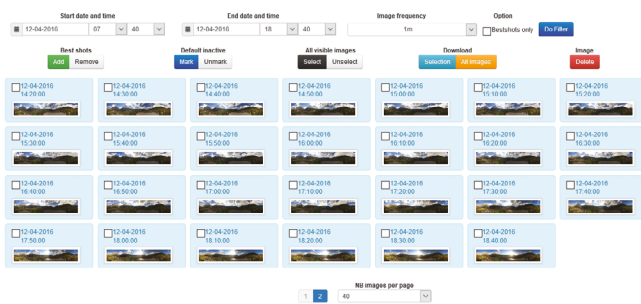 Start date and time End date and time Image frequency Option
12-04-2016 07 40 12-04-2016 18 40 1m Bestshots only Do Filter
Best shots Default inactive All visible images Download Image
Add Remove Mark Unmark Select Unselect Selection All images Delete
12-04-2016 12-04-2016 12-04-2016 12-04-2016 12-04-2016 12-04-2016 12-04-2016
14:20:00 14:30:00 14:40:00 14:50:00 15:00:00 15:10:00 15:20:00
12-04-2016 12-04-2016 12-04-2016 12-04-2016 12-04-2016 12-04-2016 12-04-2016
15:30:00 15:40:00 15:50:00 16:00:00 16:10:00 16:20:00 16:30:00
12-04-2016 12-04-2016 12-04-2016 12-04-2016 12-04-2016 12-04-2016 12-04-2016
16:40:00 16:50:00 17:00:00 17:10:00 17:20:00 17:30:00 17:40:00
12-04-2016 12-04-2016 12-04-2016 12-04-2016 12-04-2016 12-04-2016
17:50:00 18:00:00 18:10:00 18:20:00 18:30:00 18:40:00
NB images per page
1 2 40